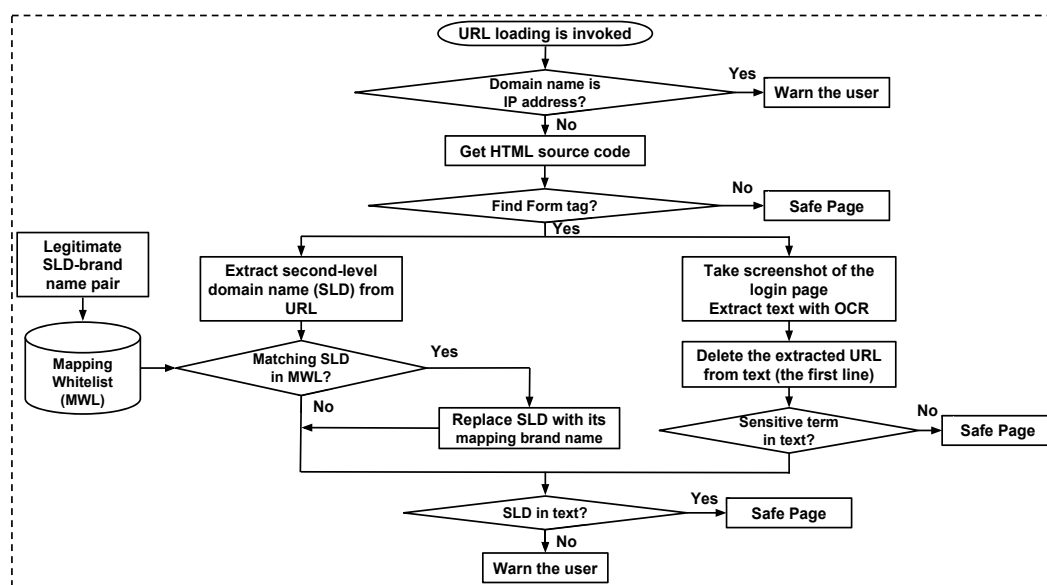 URL loading is invoked
Domain name is
IP address?
Yes
Warn the user
No
Get HTML source code
Find Form tag?
No
Safe Page
Yes
Legitimate
SLD-brand
name pair
Mapping
Whitelist
(MWL)
Extract second-level
domain name (SLD) from
URL
Matching SLD
in MWL?
Yes
No
Replace SLD with its
mapping brand name
Take screenshot of the
login page
Extract text with OCR
Delete the extracted URL
from text (the first line)
Sensitive term
in text?
No
Safe Page
SLD in text?
Yes
Safe Page
No
Warn the user